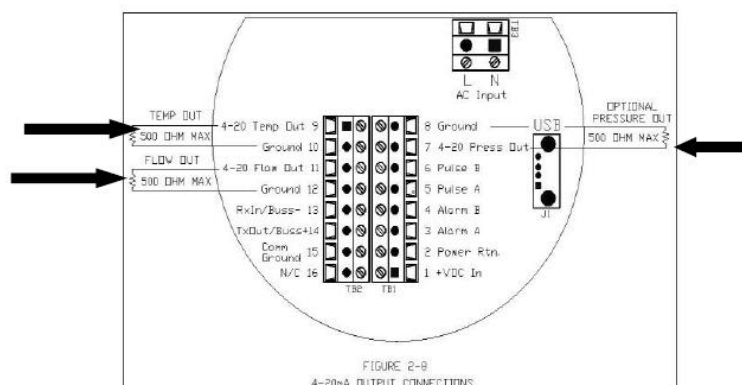 TB3
L N
AC Input
TEMP OUT
500 OHM MAX
FLOW OUT
500 OHM MAX
4-20 Temp Out 9
Ground 10
4-20 Flow Out 11
Ground 12
RxIn/Buss- 13
TxOut/Buss+14
Comm
Ground 15
N/C 16
TB2 TB1
8 Ground
7 4-20 Press Out
6 Pulse B
5 Pulse A
4 Alarm B
3 Alarm A
2 Power Rtn.
1 +VDC In
USB
J1
OPTIONAL
PRESSURE OUT
500 OHM MAX
FIGURE 2-8
4-20mA OUTPUT CONNECTIONS